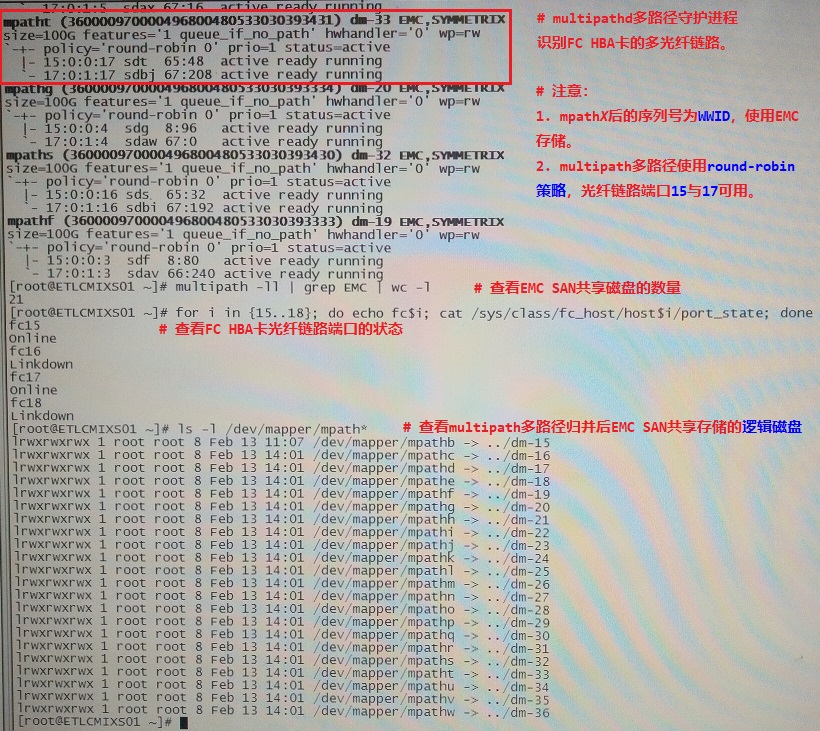 17:0:1:5 sdax 67:16 active ready running
mpatht (360000970000496800480533030393431) dm-33 EMC,SYMMETRIX
size=100G features='1 queue_if_no_path' hwhandler='0' wp=rw
`-+- policy='round-robin 0' prio=1 status=active
|- 15:0:0:17 sdt 65:48 active ready running
`- 17:0:1:17 sdbj 67:208 active ready running
# multipathd多路径守护进程
识别FC HBA卡的多光纤链路。
mpathg (360000970000496800480533030393334) dm-20 EMC,SYMMETRIX
size=100G features='1 queue_if_no_path' hwhandler='0' wp=rw
`-+- policy='round-robin 0' prio=1 status=active
|- 15:0:0:4 sdg 8:96 active ready running
`- 17:0:1:4 sdaw 67:0 active ready running
mpaths (360000970000496800480533030393430) dm-32 EMC,SYMMETRIX
size=100G features='1 queue_if_no_path' hwhandler='0' wp=rw
`-+- policy='round-robin 0' prio=1 status=active
|- 15:0:0:16 sds 65:32 active ready running
`- 17:0:1:16 sdbi 67:192 active ready running
mpathf (360000970000496800480533030393333) dm-19 EMC,SYMMETRIX
size=100G features='1 queue_if_no_path' hwhandler='0' wp=rw
`-+- policy='round-robin 0' prio=1 status=active
|- 15:0:0:3 sdf 8:80 active ready running
`- 17:0:1:3 sdav 66:240 active ready running
# 注意：
1. mpathX后的序列号为WWID，使用EMC
存储。
2. multipath多路径使用round-robin
策略，光纤链路端口15与17可用。
[root@ETLCMIXS01 ~]# multipath -ll | grep EMC | wc -l # 查看EMC SAN共享磁盘的数量
21
[root@ETLCMIXS01 ~]# for i in {15..18}; do echo fc$i; cat /sys/class/fc_host/host$i/port_state; done
fc15 # 查看FC HBA卡光纤链路端口的状态
Online
fc16
Linkdown
fc17
Online
fc18
Linkdown
[root@ETLCMIXS01 ~]# ls -l /dev/mapper/mpath* # 查看multipath多路径归并后EMC SAN共享存储的逻辑磁盘
lrwxrwxrwx 1 root root 8 Feb 13 11:07 /dev/mapper/mpathb -> ../dm-15
lrwxrwxrwx 1 root root 8 Feb 13 14:01 /dev/mapper/mpathc -> ../dm-16
lrwxrwxrwx 1 root root 8 Feb 13 14:01 /dev/mapper/mpathd -> ../dm-17
lrwxrwxrwx 1 root root 8 Feb 13 14:01 /dev/mapper/mpathe -> ../dm-18
lrwxrwxrwx 1 root root 8 Feb 13 14:01 /dev/mapper/mpathf -> ../dm-19
lrwxrwxrwx 1 root root 8 Feb 13 14:01 /dev/mapper/mpathg -> ../dm-20
lrwxrwxrwx 1 root root 8 Feb 13 14:01 /dev/mapper/mpathh -> ../dm-21
lrwxrwxrwx 1 root root 8 Feb 13 14:01 /dev/mapper/mpathi -> ../dm-22
lrwxrwxrwx 1 root root 8 Feb 13 14:01 /dev/mapper/mpathj -> ../dm-23
lrwxrwxrwx 1 root root 8 Feb 13 14:01 /dev/mapper/mpathk -> ../dm-24
lrwxrwxrwx 1 root root 8 Feb 13 14:01 /dev/mapper/mpathl -> ../dm-25
lrwxrwxrwx 1 root root 8 Feb 13 14:01 /dev/mapper/mpathm -> ../dm-26
lrwxrwxrwx 1 root root 8 Feb 13 14:01 /dev/mapper/mpathn -> ../dm-27
lrwxrwxrwx 1 root root 8 Feb 13 14:01 /dev/mapper/mpatho -> ../dm-28
lrwxrwxrwx 1 root root 8 Feb 13 14:01 /dev/mapper/mpathp -> ../dm-29
lrwxrwxrwx 1 root root 8 Feb 13 14:01 /dev/mapper/mpathq -> ../dm-30
lrwxrwxrwx 1 root root 8 Feb 13 14:01 /dev/mapper/mpathr -> ../dm-31
lrwxrwxrwx 1 root root 8 Feb 13 14:01 /dev/mapper/mpaths -> ../dm-32
lrwxrwxrwx 1 root root 8 Feb 13 14:01 /dev/mapper/mpatht -> ../dm-33
lrwxrwxrwx 1 root root 8 Feb 13 14:01 /dev/mapper/mpathu -> ../dm-34
lrwxrwxrwx 1 root root 8 Feb 13 14:01 /dev/mapper/mpathv -> ../dm-35
lrwxrwxrwx 1 root root 8 Feb 13 14:01 /dev/mapper/mpathw -> ../dm-36
[root@ETLCMIXS01 ~]#